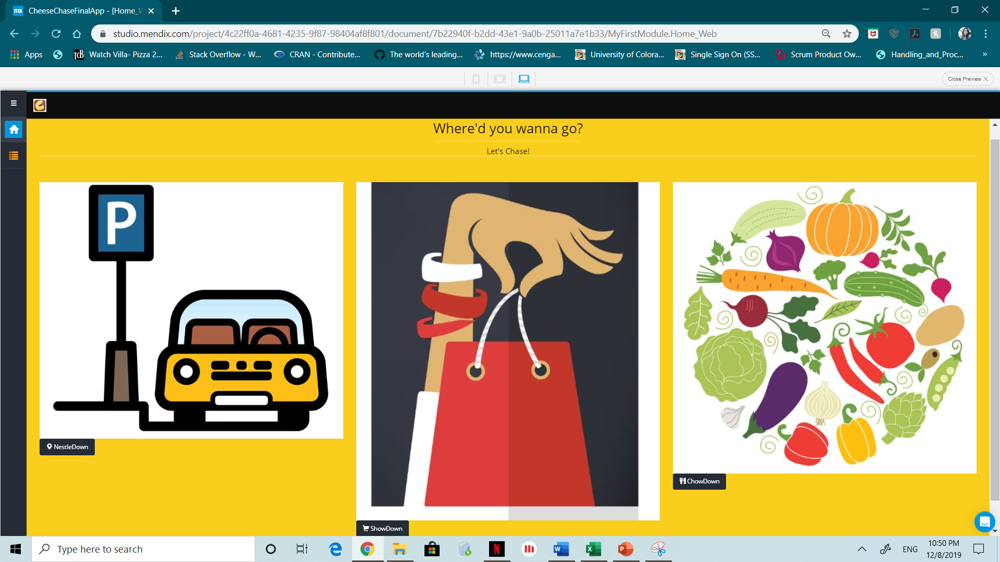 mx CheeseChaseFinalApp - [Home_W
studio.mendix.com/project/4c22ff0a-4681-4235-9f87-98404af8f801/document/7b22940f-b2dd-43e1-9a0b-25011a7e1b33/MyFirstModule.Home_Web
Apps TCB Watch Villa- Pizza 2... Stack Overflow - W... CRAN - Contribute... The world's leading... https://www.cenga... University of Colora... Single Sign On (SS... Scrum Product Ow... Handling_and_Proc... »
Close Preview
Where'd you wanna go?
Let's Chase!
P
NestleDown
ShowDown
ChowDown
Type here to search
N
W
X
P
ENG
10:50 PM
12/8/2019